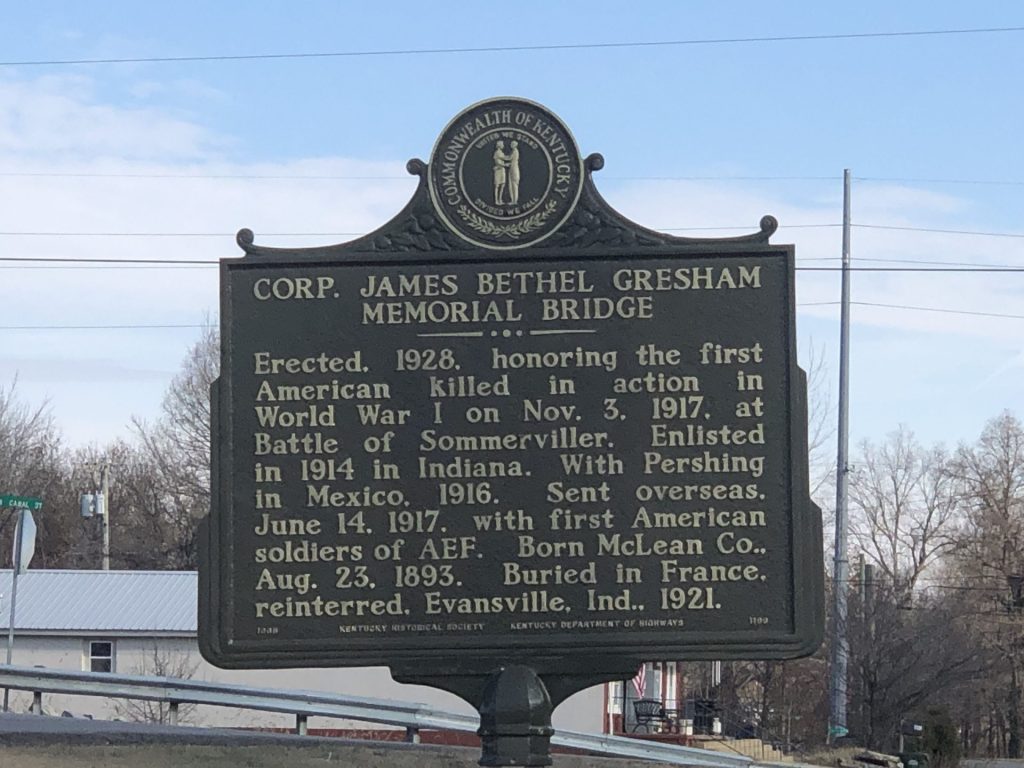 COMMONWEALTH OF KENTUCKY
UNITED WE STAND
DIVIDED WE FALL
CORP. JAMES BETHEL GRESHAM
MEMORIAL BRIDGE
Erected, 1928, honoring the first
American killed in action in
World War I on Nov. 3, 1917, at
Battle of Sommerviller. Enlisted
in 1914 in Indiana. With Pershing
in Mexico, 1916. Sent overseas,
June 14, 1917, with first American
soldiers of AEF. Born McLean Co.,
Aug. 23, 1893. Buried in France,
reinterred, Evansville, Ind., 1921.
KENTUCKY HISTORICAL SOCIETY KENTUCKY DEPARTMENT OF HIGHWAYS 1199
CANAL ST